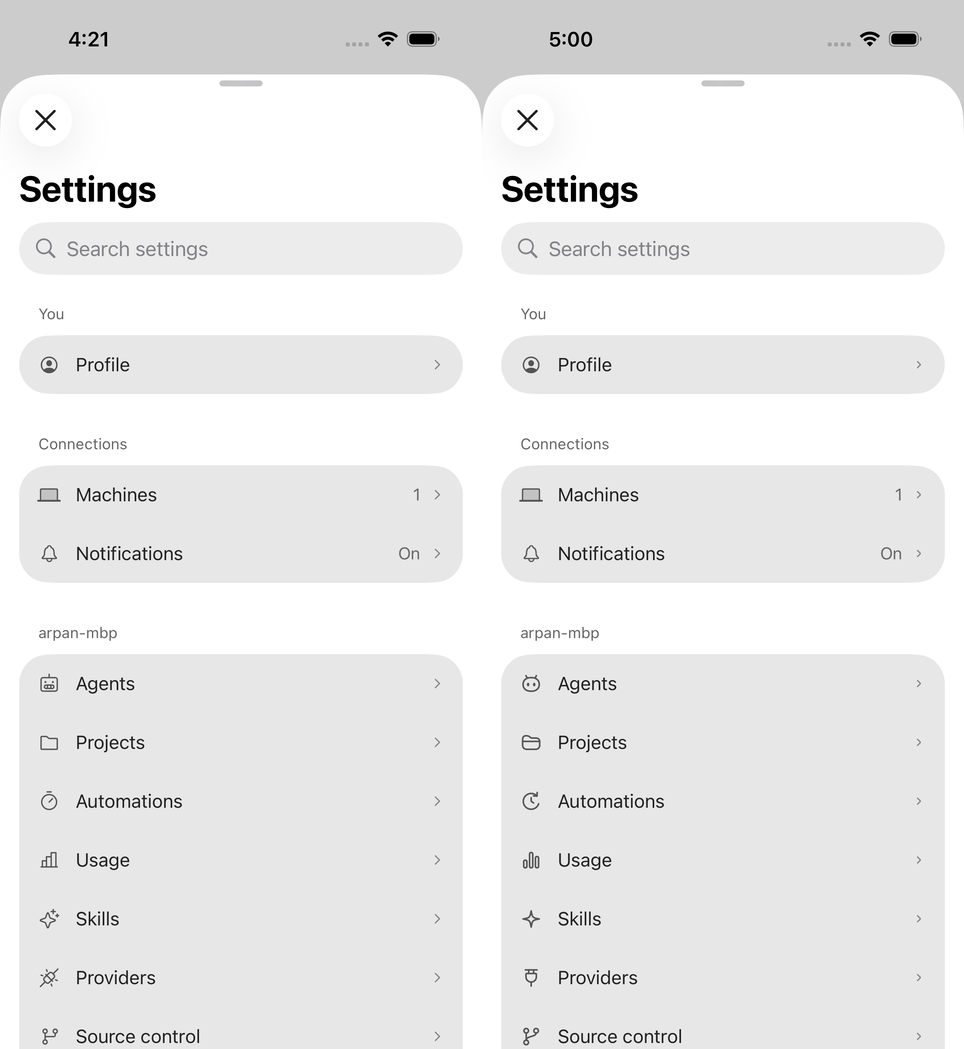 4:21
Settings
Search settings
You
Profile
Connections
Machines 1
Notifications On
arpan-mbp
Agents
Projects
Automations
Usage
Skills
Providers
Source control
5:00
Settings
Search settings
You
Profile
Connections
Machines 1
Notifications On
arpan-mbp
Agents
Projects
Automations
Usage
Skills
Providers
Source control